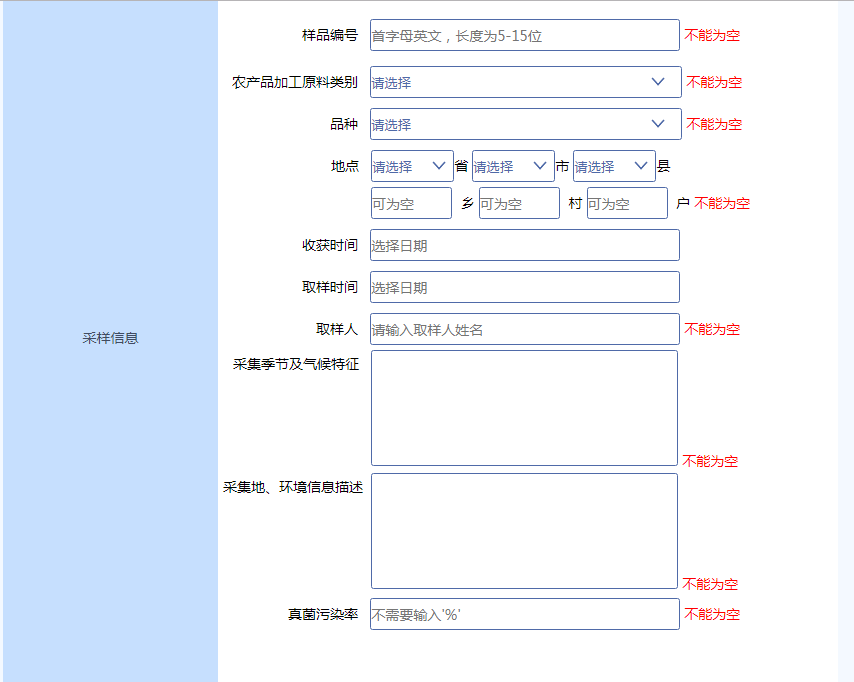 样品编号 首字母英文，长度为5-15位 不能为空
农产品加工原料类别 请选择 不能为空
品种 请选择 不能为空
地点 请选择 省 请选择 市 请选择 县
可为空 乡 可为空 村 可为空 户 不能为空
收获时间 选择日期
取样时间 选择日期
取样人 请输入取样人姓名 不能为空
采样信息
采集季节及气候特征
不能为空
采集地、环境信息描述
不能为空
真菌污染率 不需要输入'%' 不能为空